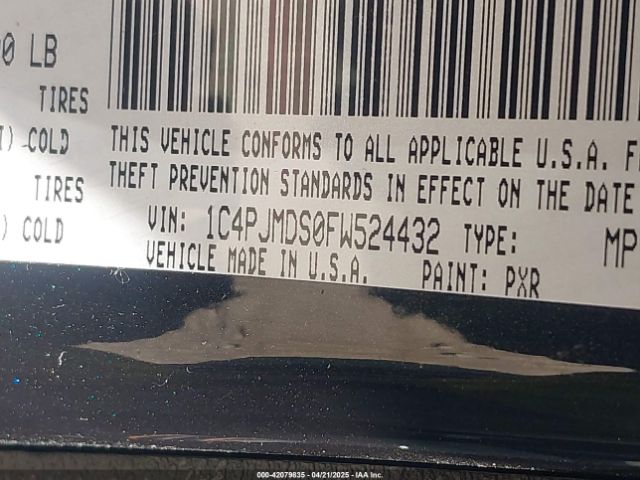 00 LB
TIRES
) COLD
THIS VEHICLE CONFORMS TO ALL APPLICABLE U.S.A. F
THEFT PREVENTION STANDARDS IN EFFECT ON THE DATE
TIRES
) COLD
VIN: 1C4PJMDS0FW524432 TYPE: MP
VEHICLE MADE IN U.S.A. PAINT: PXR
000-42079835 - 04/21/2025 - IAA Inc.